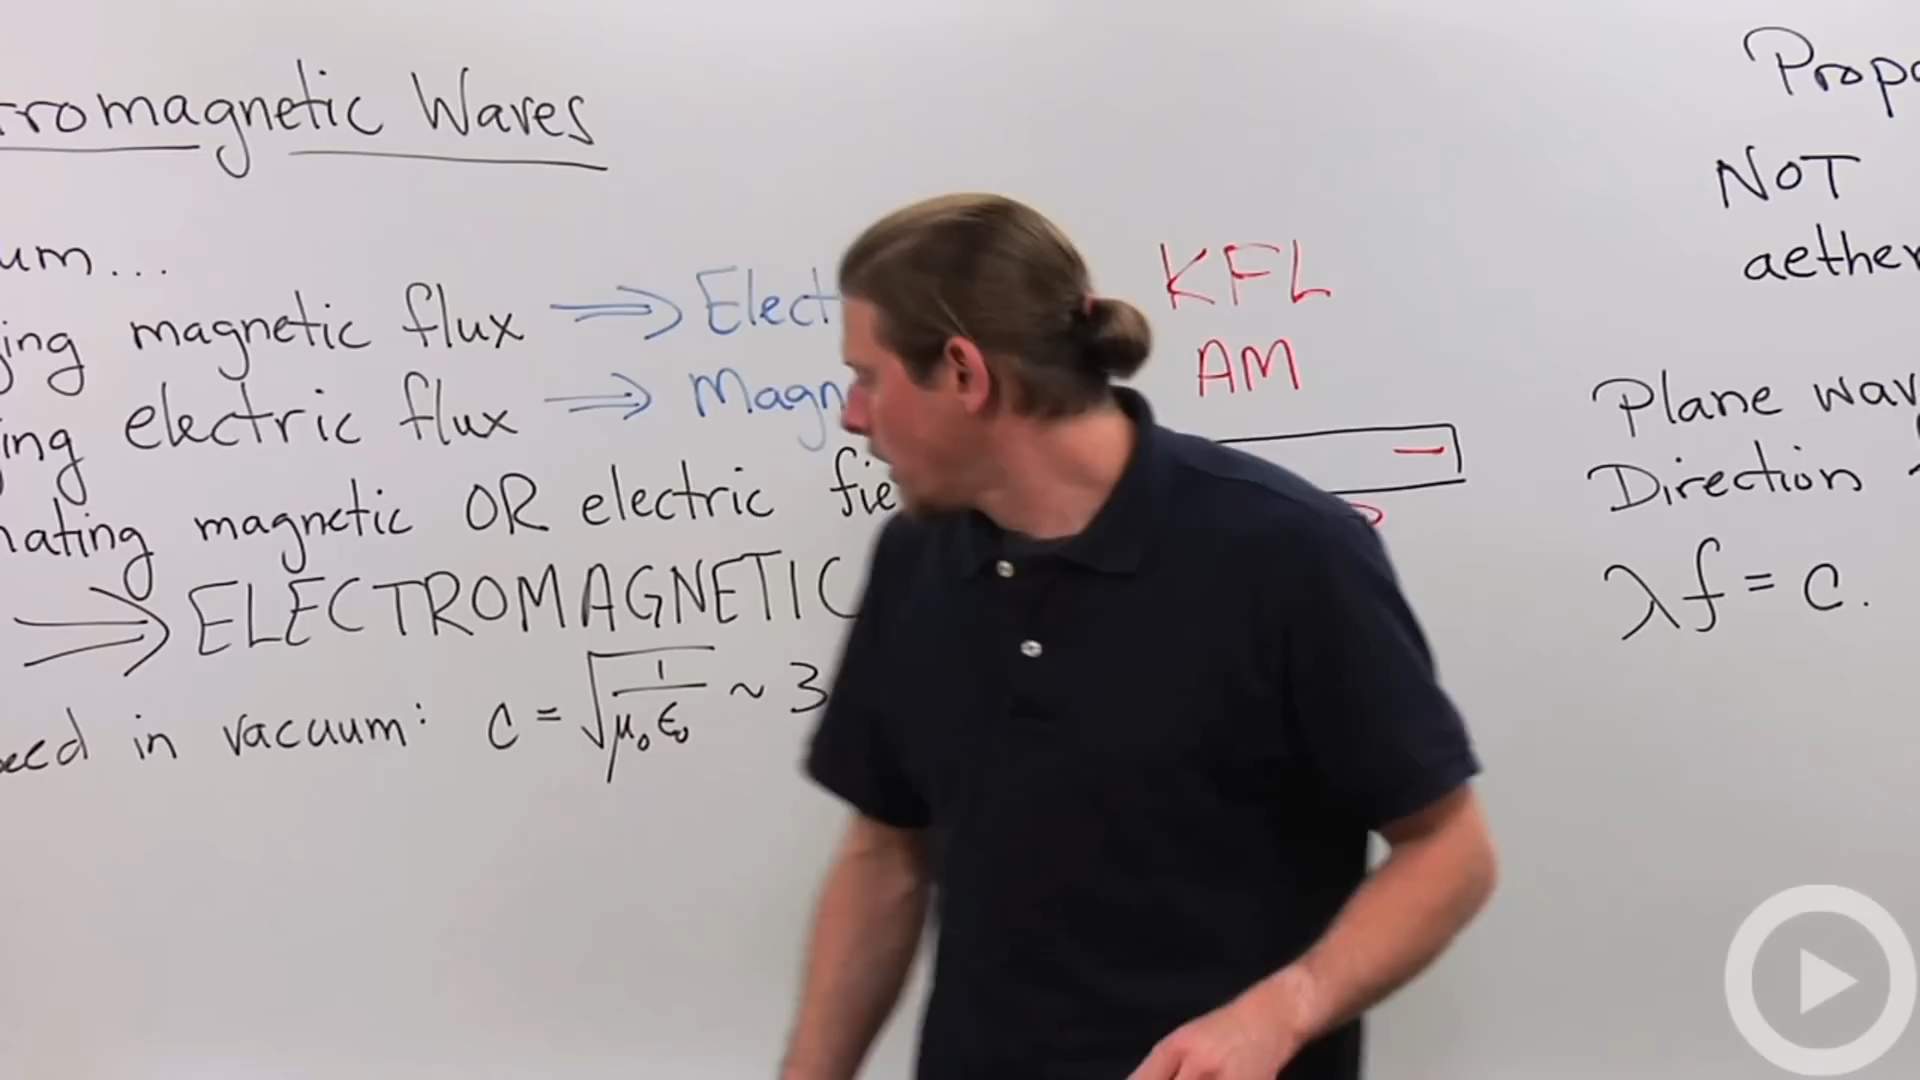 romagnetic Waves
um...
ing magnetic flux ⇒ Elect
ing electric flux ⇒ Magn
nating magnetic OR electric fie
⇒ ELECTROMAGNETIC
eed in vacuum: c = √(1/μ₀ε₀) ~ 3
KFL
AM
−
Prop
NOT
aether
Plane wav
Direction
λf = c.